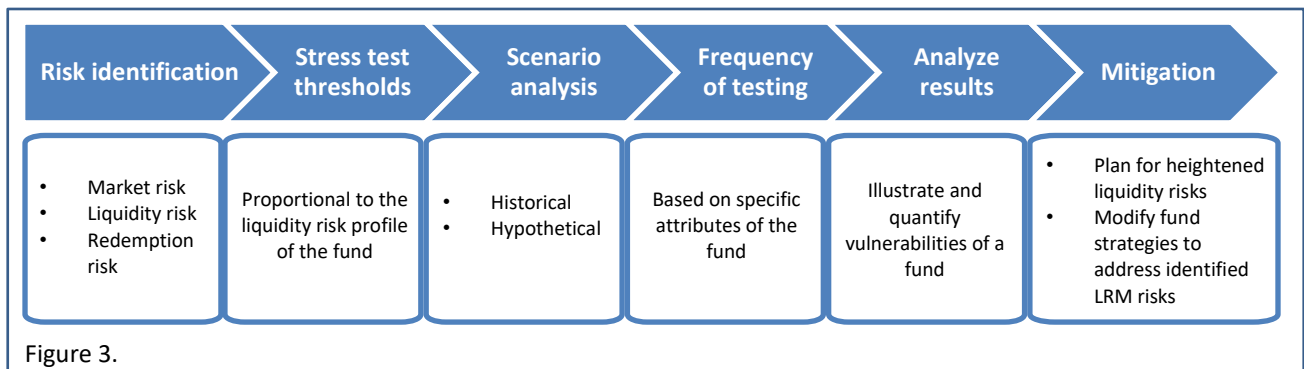 Risk identification
Stress test
thresholds
Scenario
analysis
Frequency
of testing
Analyze
results
Mitigation
• Market risk
• Liquidity risk
• Redemption
risk
Proportional to the
liquidity risk profile
of the fund
• Historical
• Hypothetical
Based on specific
attributes of the
fund
Illustrate and
quantify
vulnerabilities of a
fund
• Plan for heightened
liquidity risks
• Modify fund
strategies to
address identified
LRM risks
Figure 3.